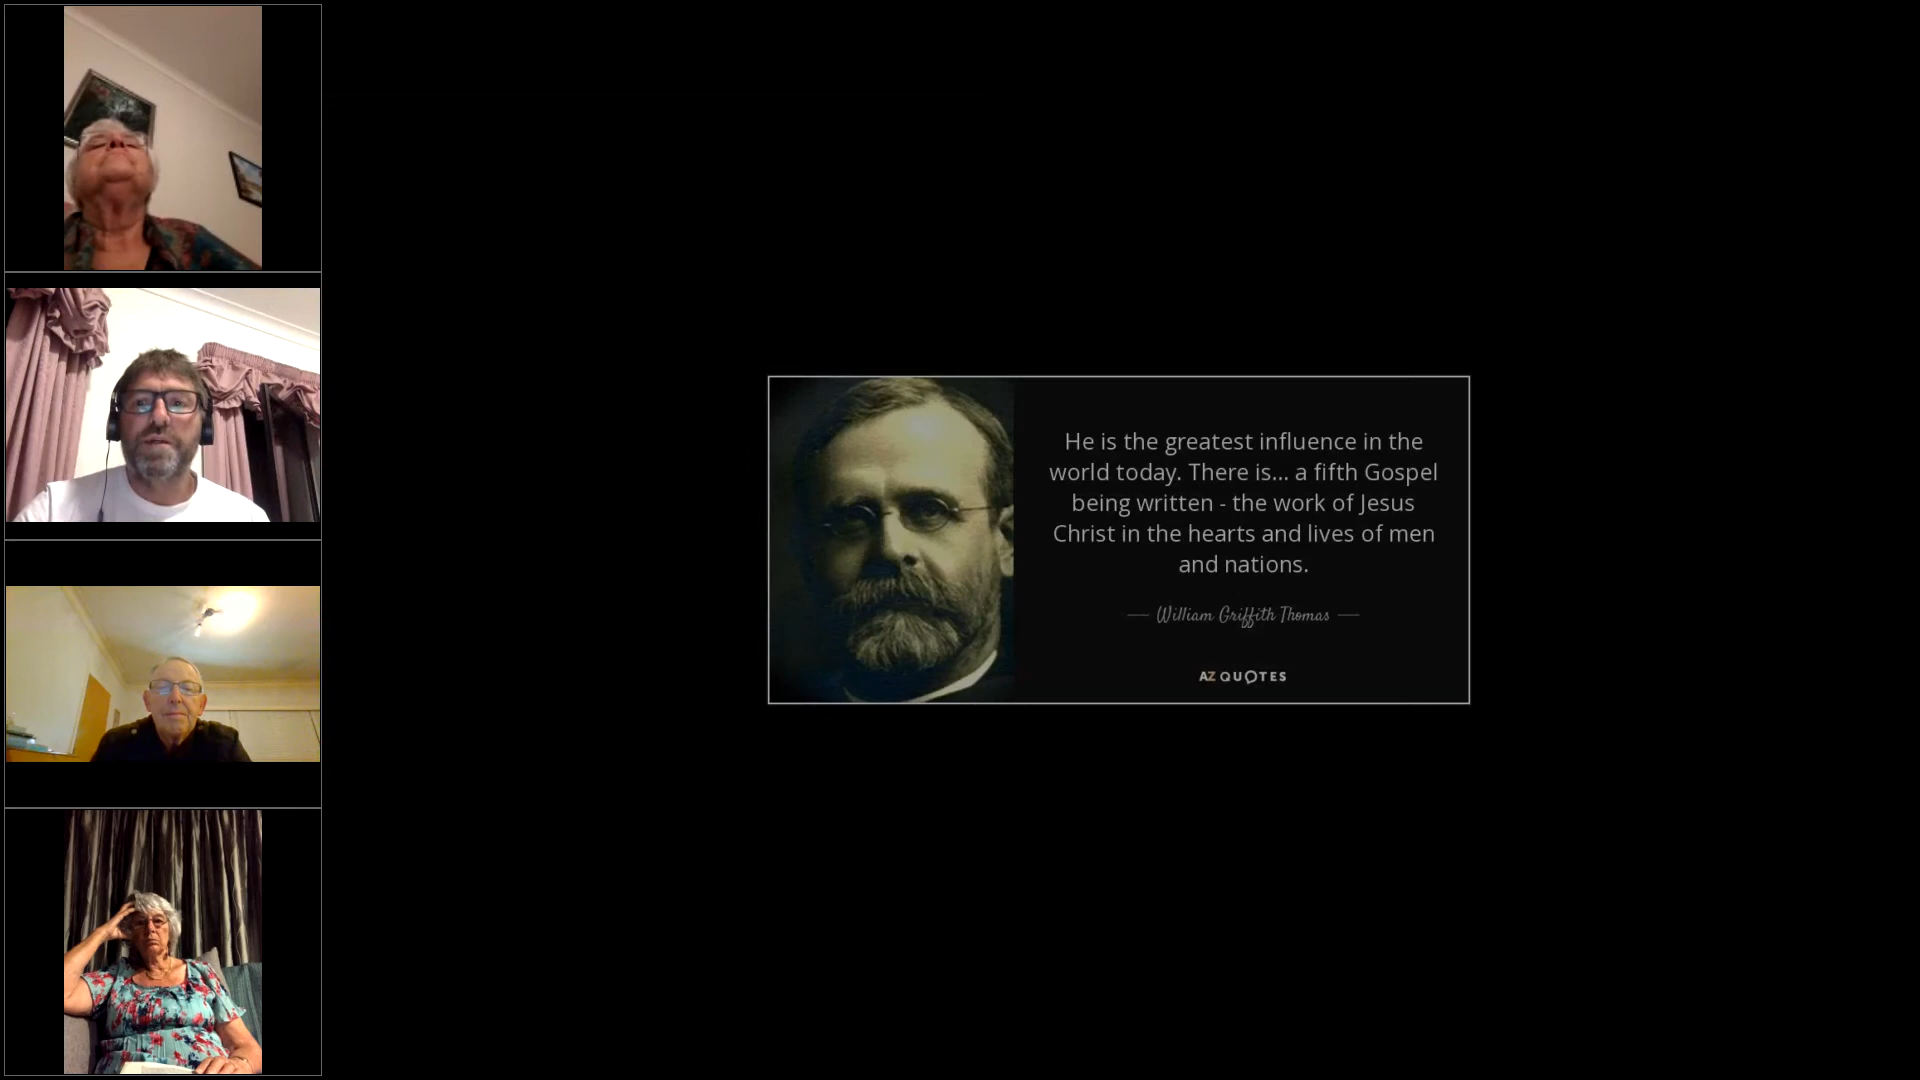 He is the greatest influence in the
world today. There is... a fifth Gospel
being written - the work of Jesus
Christ in the hearts and lives of men
and nations.
— William Griffith Thomas —
AZ QUOTES